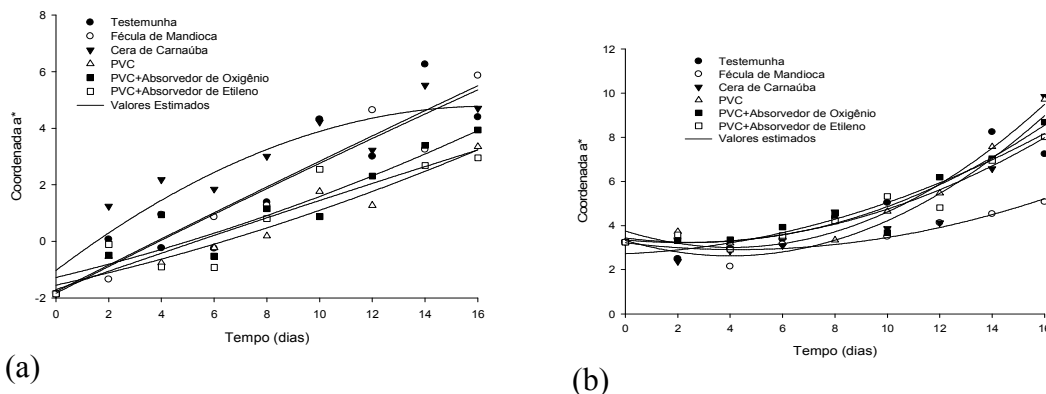 8
6
4
2
0
-2
Coordenada a*
Testemunha
Fécula de Mandioca
Cera de Carnaúba
PVC
PVC+Absorvedor de Oxigênio
PVC+Absorvedor de Etileno
Valores Estimados
0 2 4 6 8 10 12 14 16
Tempo (dias)
(a)
12
10
8
6
4
2
0
Coordenada a*
Testemunha
Fécula de Mandioca
Cera de Carnaúba
PVC
PVC+Absorvedor de Oxigênio
PVC+Absorvedor de Etileno
Valores estimados
0 2 4 6 8 10 12 14 16
Tempo (dias)
(b)